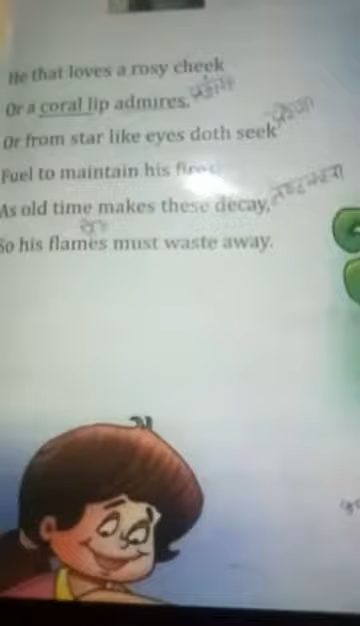 He that loves a rosy cheek
Or a coral lip admires,
Or from star like eyes doth seek
Fuel to maintain his fires
As old time makes these decay,
So his flames must waste away.